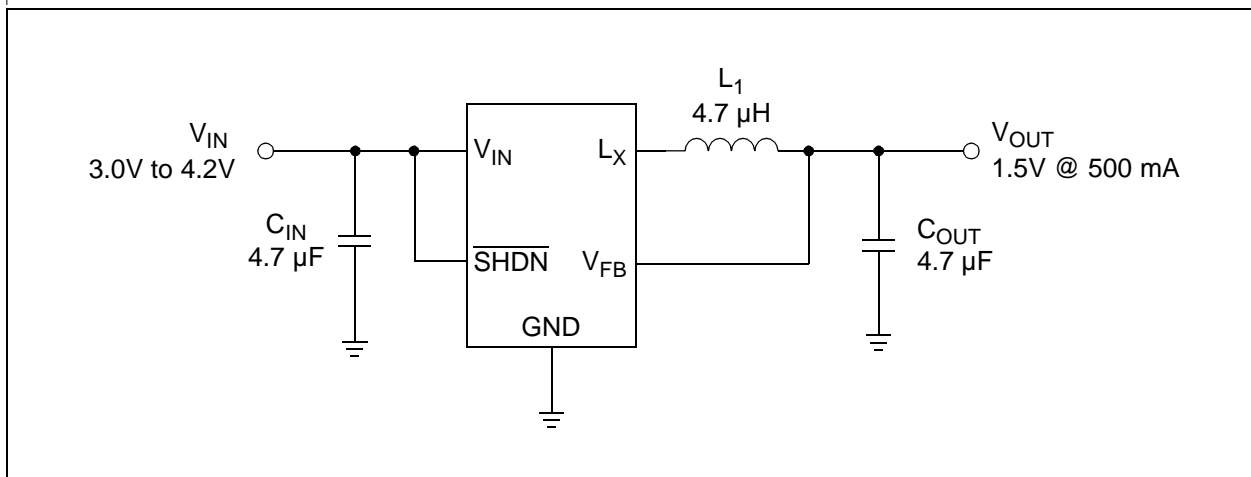 L1
4.7 µH
VIN
3.0V to 4.2V
VIN
LX
VOUT
1.5V @ 500 mA
CIN
4.7 µF
SHDN
VFB
COUT
4.7 µF
GND